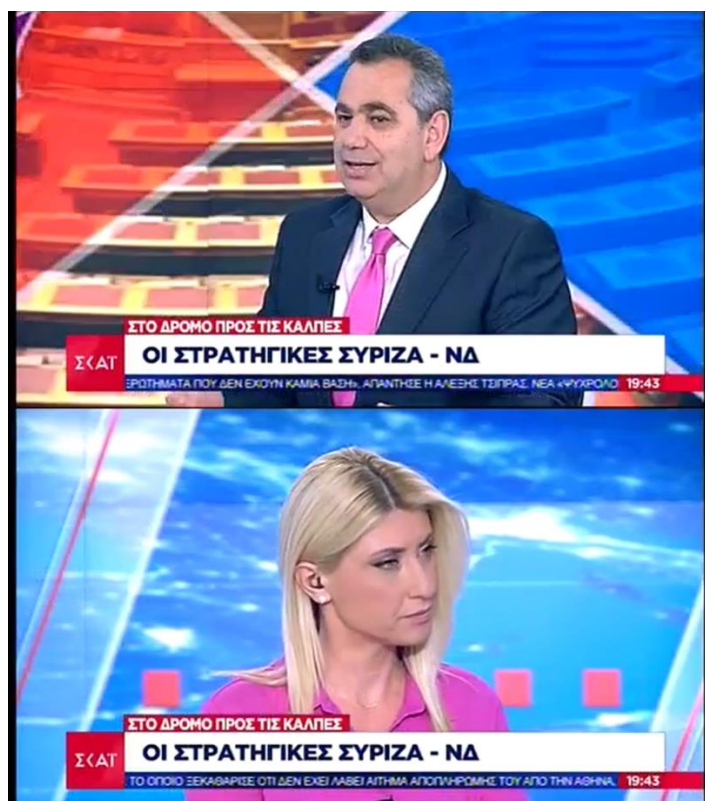 ΣΤΟ ΔΡΟΜΟ ΠΡΟΣ ΤΙΣ ΚΑΛΠΕΣ
ΣΚΑΪ
ΟΙ ΣΤΡΑΤΗΓΙΚΕΣ ΣΥΡΙΖΑ - ΝΔ
ΕΡΩΤΗΜΑΤΑ ΠΟΥ ΔΕΝ ΕΧΟΥΝ ΚΑΜΙΑ ΒΑΣΗ», ΑΠΑΝΤΗΣΕ Η ΑΛΕΞΗΣ ΤΣΙΠΡΑΣ. ΝΕΑ «ΨΥΧΡΟΛΟ 19:43
ΣΤΟ ΔΡΟΜΟ ΠΡΟΣ ΤΙΣ ΚΑΛΠΕΣ
ΣΚΑΪ
ΟΙ ΣΤΡΑΤΗΓΙΚΕΣ ΣΥΡΙΖΑ - ΝΔ
ΤΟ ΟΠΟΙΟ ΞΕΚΑΘΑΡΙΣΕ ΟΤΙ ΔΕΝ ΕΧΕΙ ΛΑΒΕΙ ΑΙΤΗΜΑ ΑΠΟΠΛΗΡΩΜΗΣ ΤΟΥ ΑΠΟ ΤΗΝ ΑΘΗΝΑ, 19:43